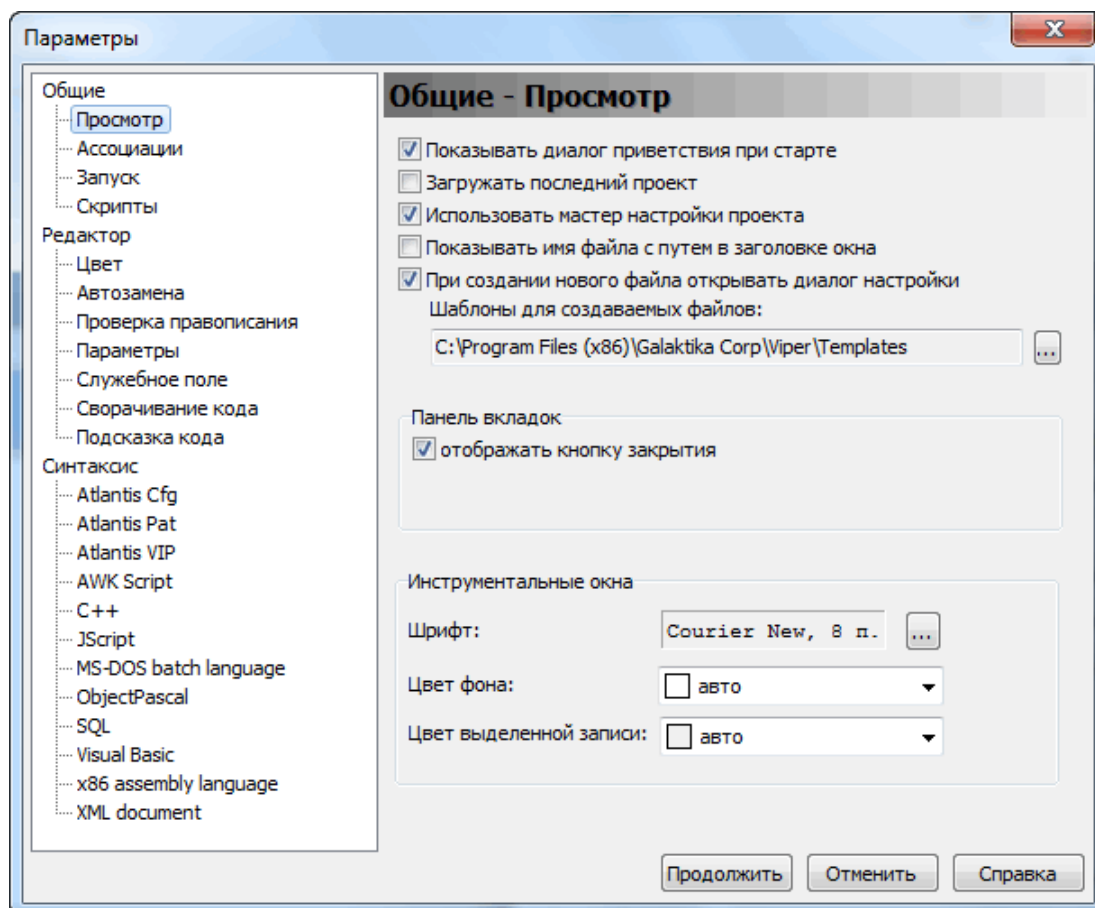 Параметры
Общие
Просмотр
Ассоциации
Запуск
Скрипты
Редактор
Цвет
Автозамена
Проверка правописания
Параметры
Служебное поле
Сворачивание кода
Подсказка кода
Синтаксис
Atlantis Cfg
Atlantis Pat
Atlantis VIP
AWK Script
C++
JScript
MS-DOS batch language
ObjectPascal
SQL
Visual Basic
x86 assembly language
XML document
Общие - Просмотр
Показывать диалог приветствия при старте
Загружать последний проект
Использовать мастер настройки проекта
Показывать имя файла с путем в заголовке окна
При создании нового файла открывать диалог настройки
Шаблоны для создаваемых файлов:
C:\Program Files (x86)\Galaktika Corp\Viper\Templates
...
Панель вкладок
отображать кнопку закрытия
Инструментальные окна
Шрифт: Courier New, 8 п. ...
Цвет фона: авто
Цвет выделенной записи: авто
Продолжить Отменить Справка